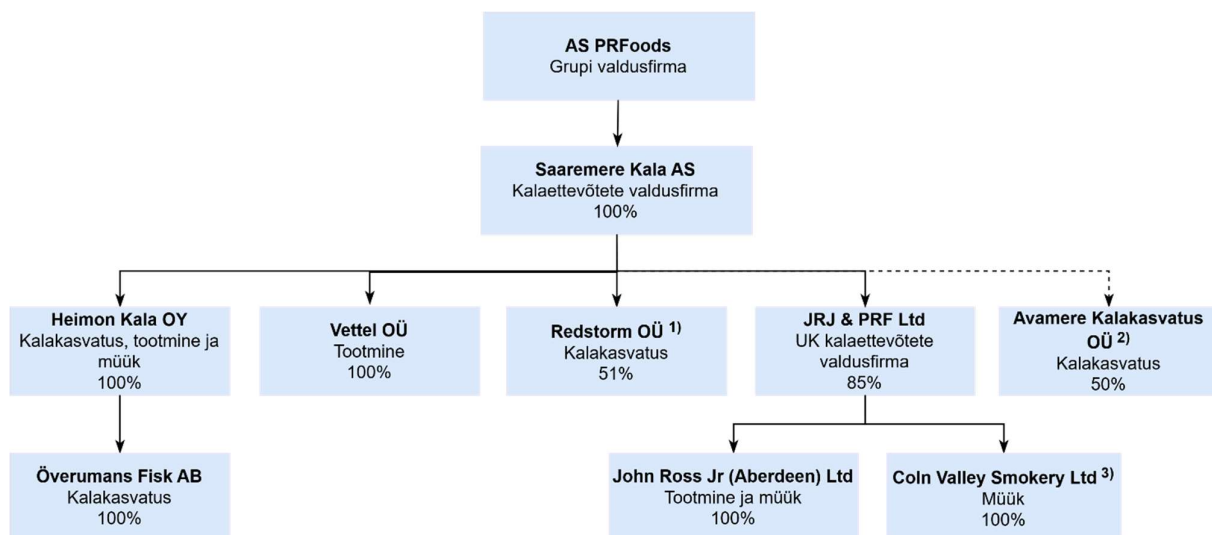 AS PRFoods
Grupi valdusfirma
Saaremere Kala AS
Kalaettevõtete valdusfirma
100%
Heimon Kala OY
Kalakasvatus, tootmine ja
müük
100%
Vettel OÜ
Tootmine
100%
Redstorm OÜ 1)
Kalakasvatus
51%
JRJ & PRF Ltd
UK kalaettevõtete
valdusfirma
85%
Avamere Kalakasvatus
OÜ 2)
Kalakasvatus
50%
Överumans Fisk AB
Kalakasvatus
100%
John Ross Jr (Aberdeen) Ltd
Tootmine ja müük
100%
Coln Valley Smokery Ltd 3)
Müük
100%